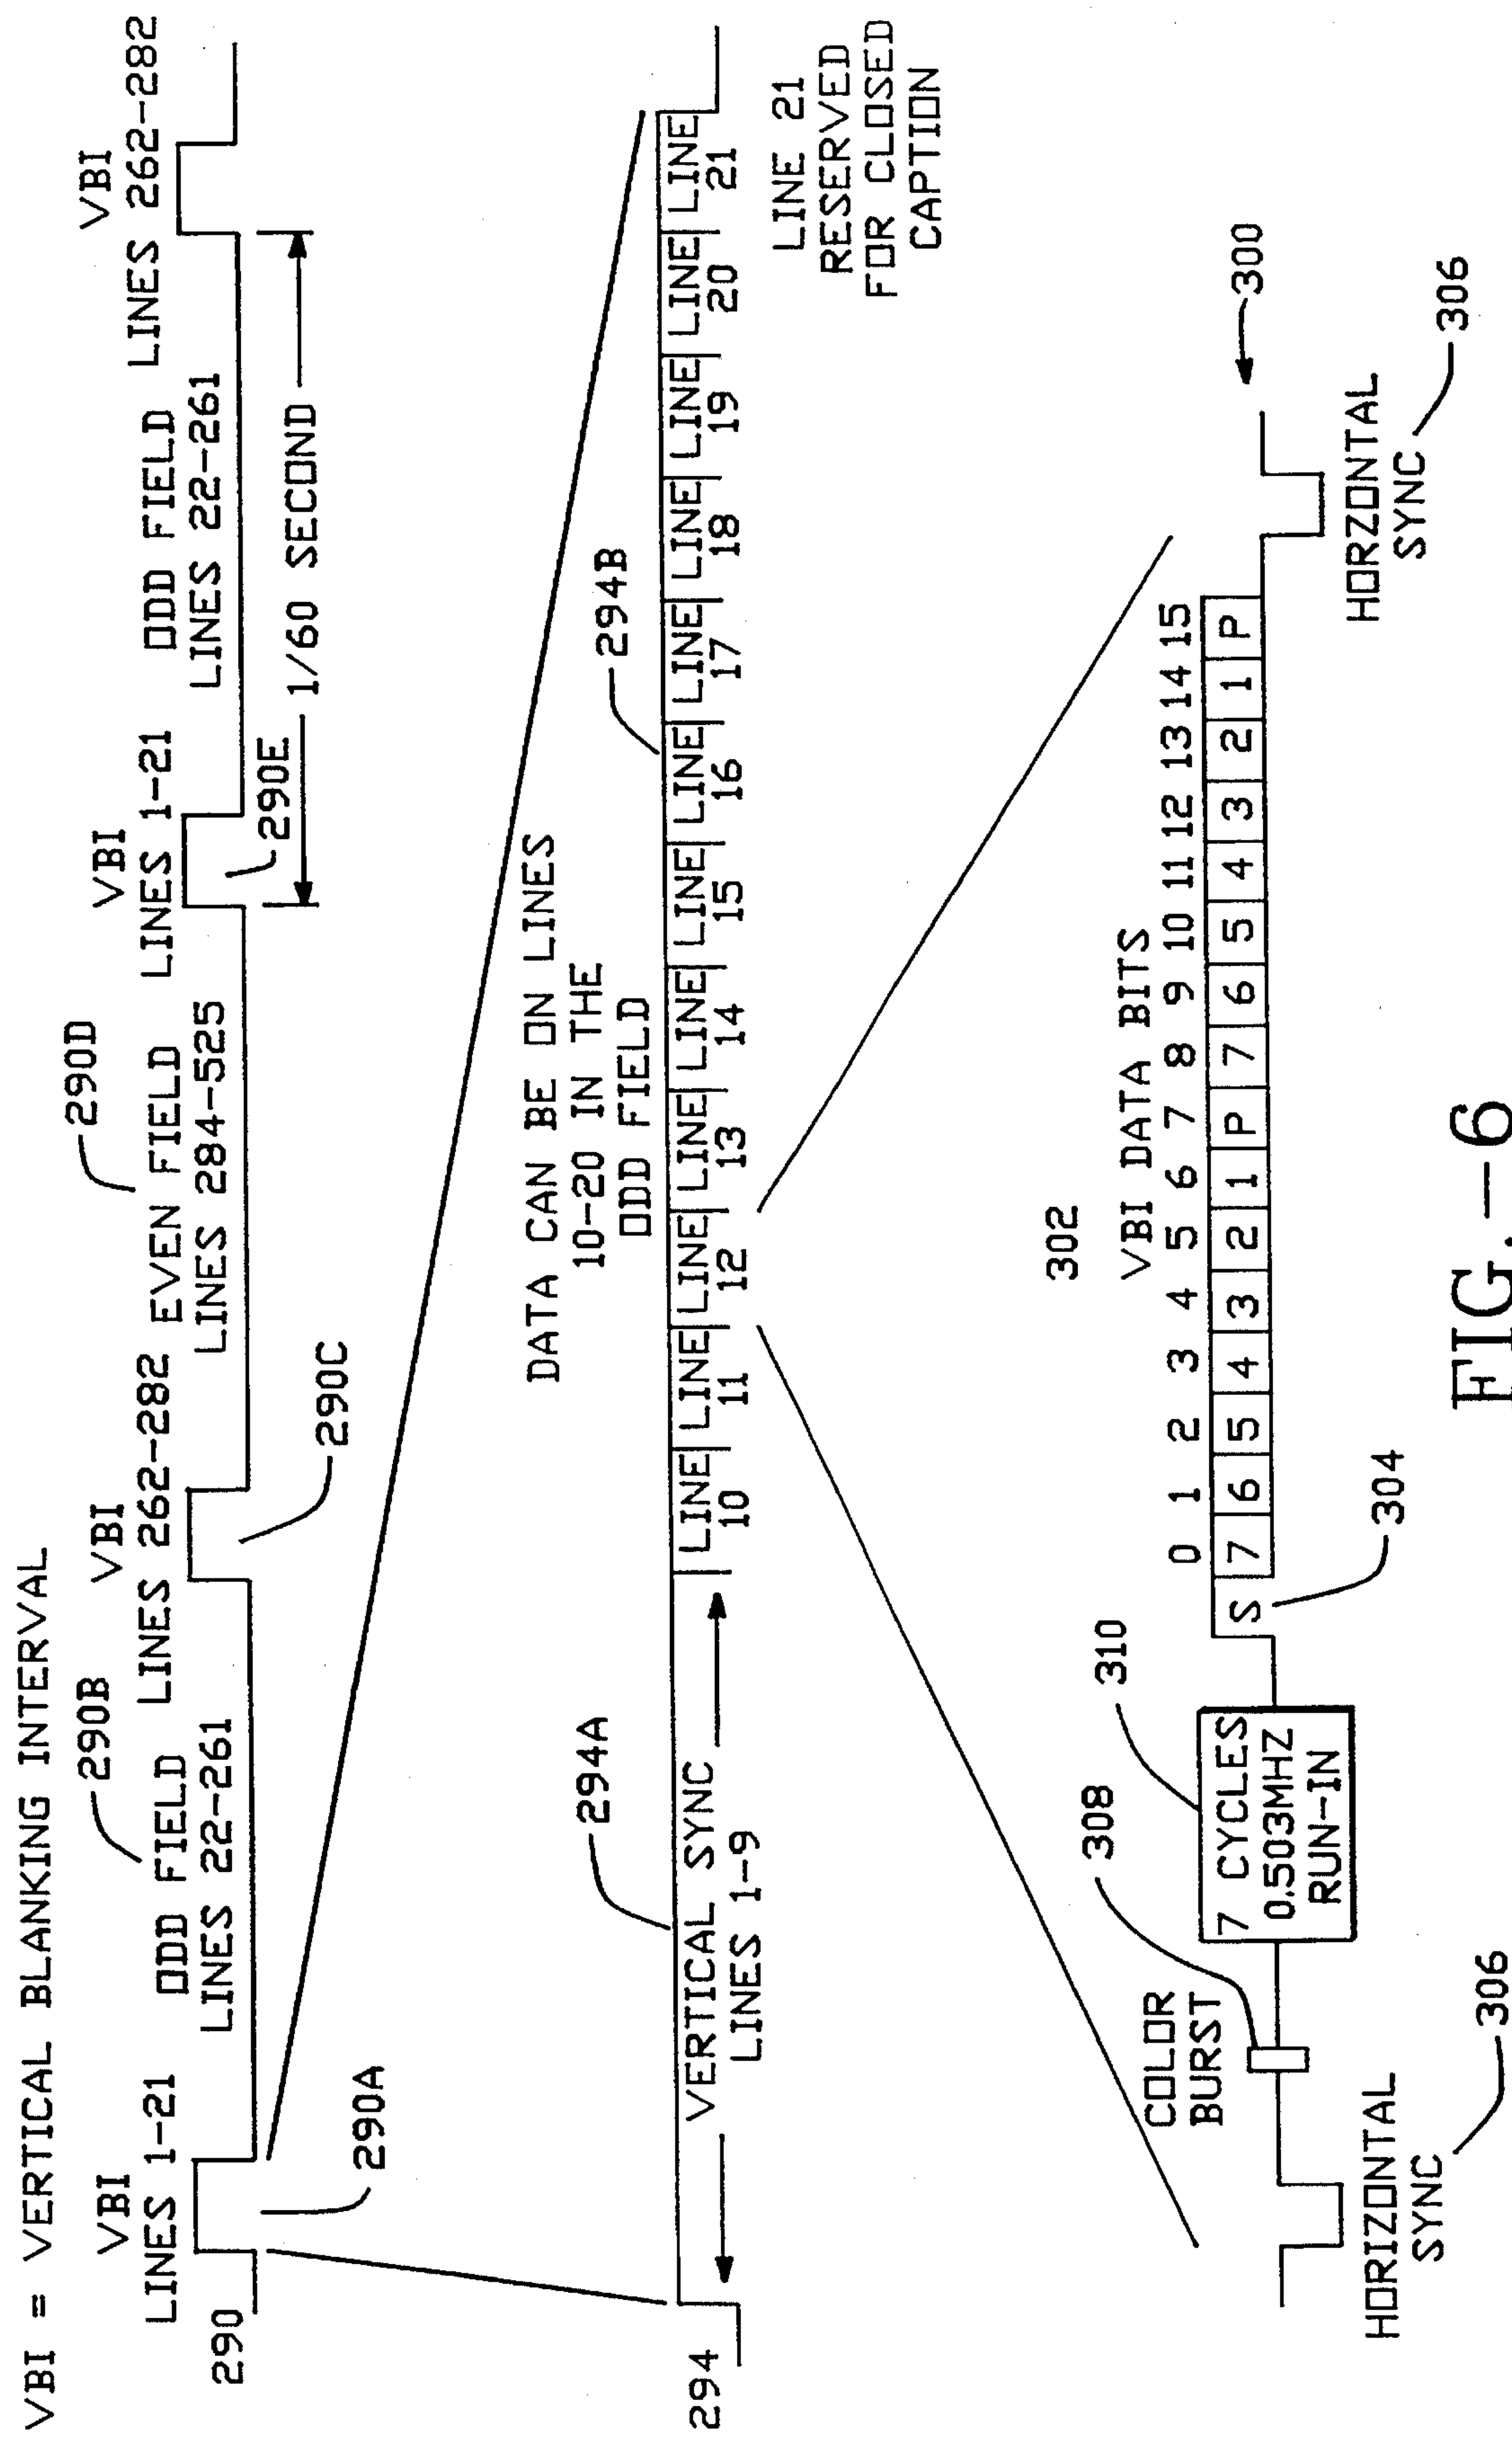 VBI = VERTICAL BLANKING INTERVAL
VBI
LINES 1-21
290
290A
290B
ODD FIELD
LINES 22-261
VBI
LINES 262-282
290C
290D
EVEN FIELD
LINES 284-525
VBI
LINES 1-21
290E
1/60 SECOND
ODD FIELD
LINES 22-261
VBI
LINES 262-282
294
294A
VERTICAL SYNC
LINES 1-9
DATA CAN BE ON LINES
10-20 IN THE
ODD FIELD
294B
LINE LINE LINE LINE LINE LINE LINE LINE LINE LINE LINE LINE
10 11 12 13 14 15 16 17 18 19 20 21
LINE 21
RESERVED
FOR CLOSED
CAPTION
300
302
VBI DATA BITS
0 1 2 3 4 5 6 7 8 9 10 11 12 13 14 15
S 7 6 5 4 3 2 1 P 7 6 5 4 3 2 1 P
304
310
7 CYCLES
0.503MHZ
RUN-IN
308
COLOR
BURST
HORIZONTAL
SYNC
306
HORZONTAL
SYNC
306
FIG.-6